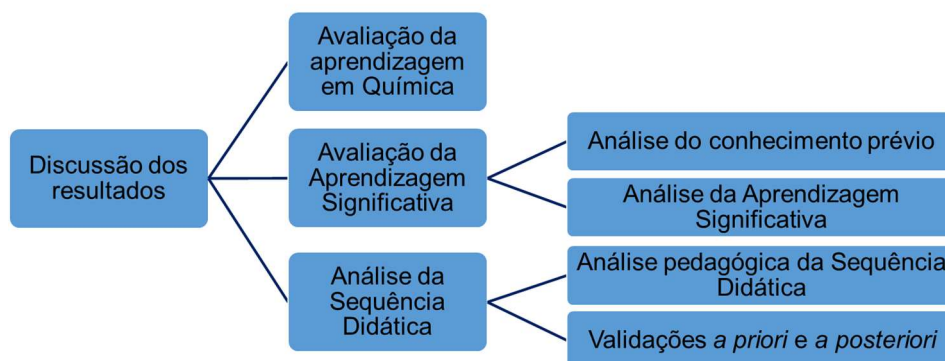 Discussão dos
resultados
Avaliação da
aprendizagem
em Química
Avaliação da
Aprendizagem
Significativa
Análise do conhecimento prévio
Análise da Aprendizagem
Significativa
Análise da
Sequência
Didática
Análise pedagógica da Sequência
Didática
Validações a priori e a posteriori